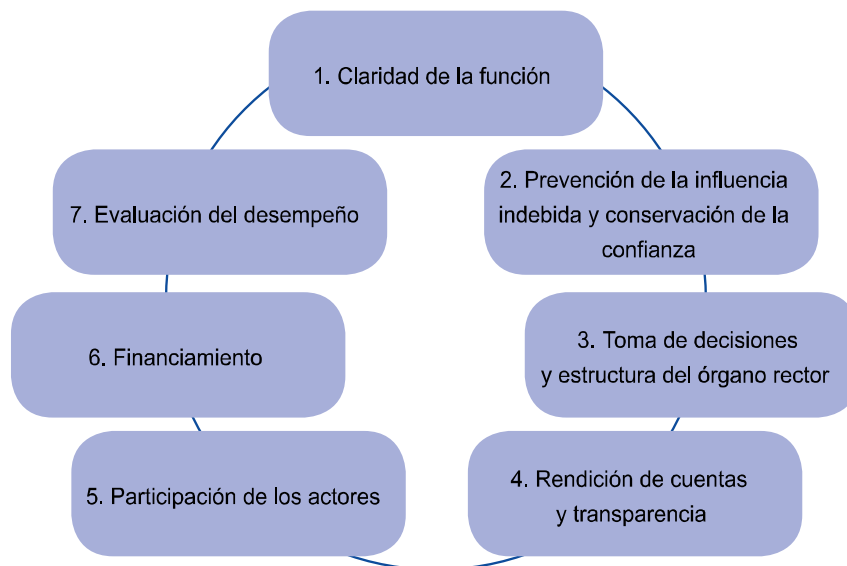 1. Claridad de la función
2. Prevención de la influencia
indebida y conservación de la
confianza
3. Toma de decisiones
y estructura del órgano rector
4. Rendición de cuentas
y transparencia
5. Participación de los actores
6. Financiamiento
7. Evaluación del desempeño